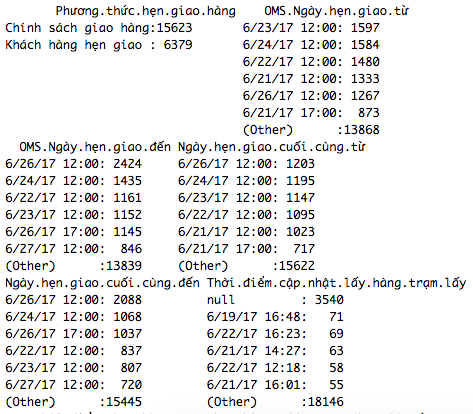 Phương.thức.hẹn.giao.hàng OMS.Ngày.hẹn.giao.từ
Chính sách giao hàng:15623 6/23/17 12:00: 1597
Khách hàng hẹn giao : 6379 6/24/17 12:00: 1584
6/22/17 12:00: 1480
6/21/17 12:00: 1333
6/26/17 12:00: 1267
6/21/17 17:00: 873
(Other) :13868
OMS.Ngày.hẹn.giao.đến Ngày.hẹn.giao.cuối.cùng.từ
6/26/17 12:00: 2424 6/26/17 12:00: 1203
6/24/17 12:00: 1435 6/24/17 12:00: 1195
6/22/17 12:00: 1161 6/23/17 12:00: 1147
6/23/17 12:00: 1152 6/22/17 12:00: 1095
6/26/17 17:00: 1145 6/21/17 12:00: 1023
6/27/17 12:00: 846 6/21/17 17:00: 717
(Other) :13839 (Other) :15622
Ngày.hẹn.giao.cuối.cùng.đến Thời.điểm.cập.nhật.lấy.hàng.trạm.lấy
6/26/17 12:00: 2088 null : 3540
6/24/17 12:00: 1068 6/19/17 16:48: 71
6/26/17 17:00: 1037 6/22/17 16:23: 69
6/22/17 12:00: 837 6/21/17 14:27: 63
6/23/17 12:00: 807 6/22/17 12:18: 58
6/27/17 12:00: 720 6/21/17 16:01: 55
(Other) :15445 (Other) :18146